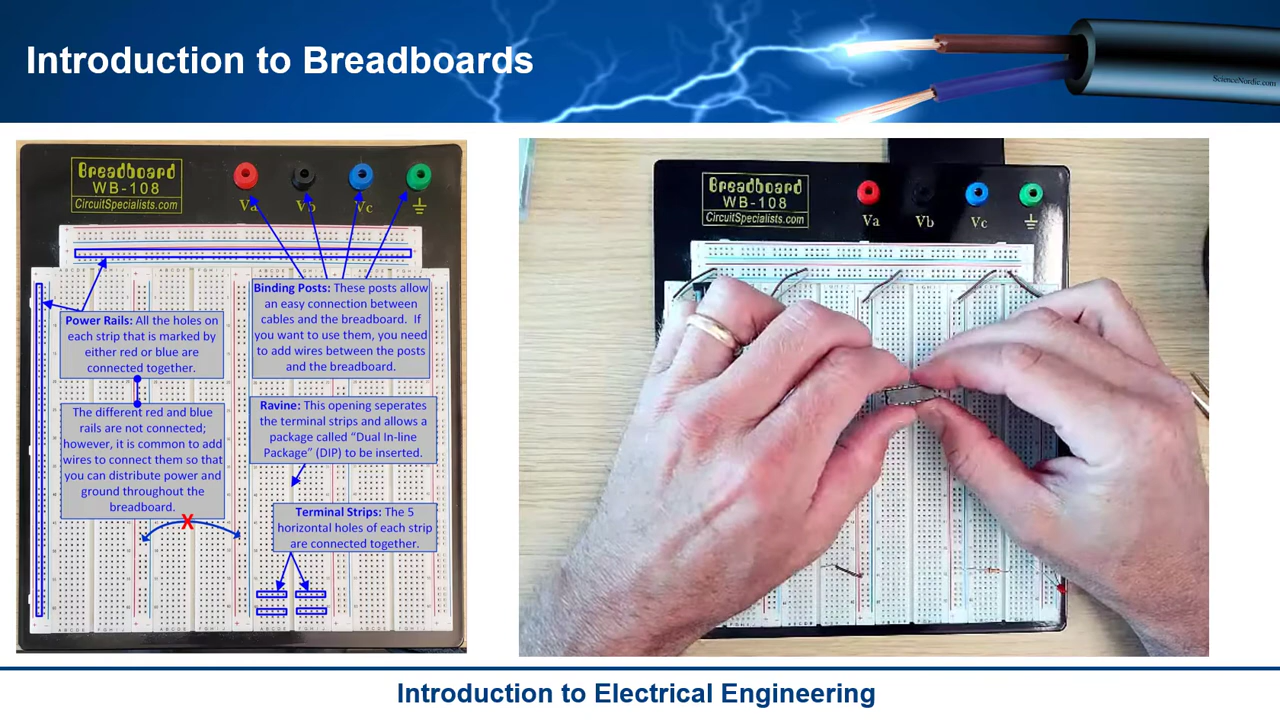 Introduction to Breadboards
ScienceNordic.com
Breadboard
WB-108
CircuitSpecialists.com
Va
Vb
Vc
Power Rails: All the holes on
each strip that is marked by
either red or blue are
connected together.
The different red and blue
rails are not connected;
however, it is common to add
wires to connect them so that
you can distribute power and
ground throughout the
breadboard.
X
Binding Posts: These posts allow
an easy connection between
cables and the breadboard. If
you want to use them, you need
to add wires between the posts
and the breadboard.
Ravine: This opening seperates
the terminal strips and allows a
package called “Dual In-line
Package” (DIP) to be inserted.
Terminal Strips: The 5
horizontal holes of each strip
are connected together.
Breadboard
WB-108
CircuitSpecialists.com
Va
Vb
Vc
Introduction to Electrical Engineering